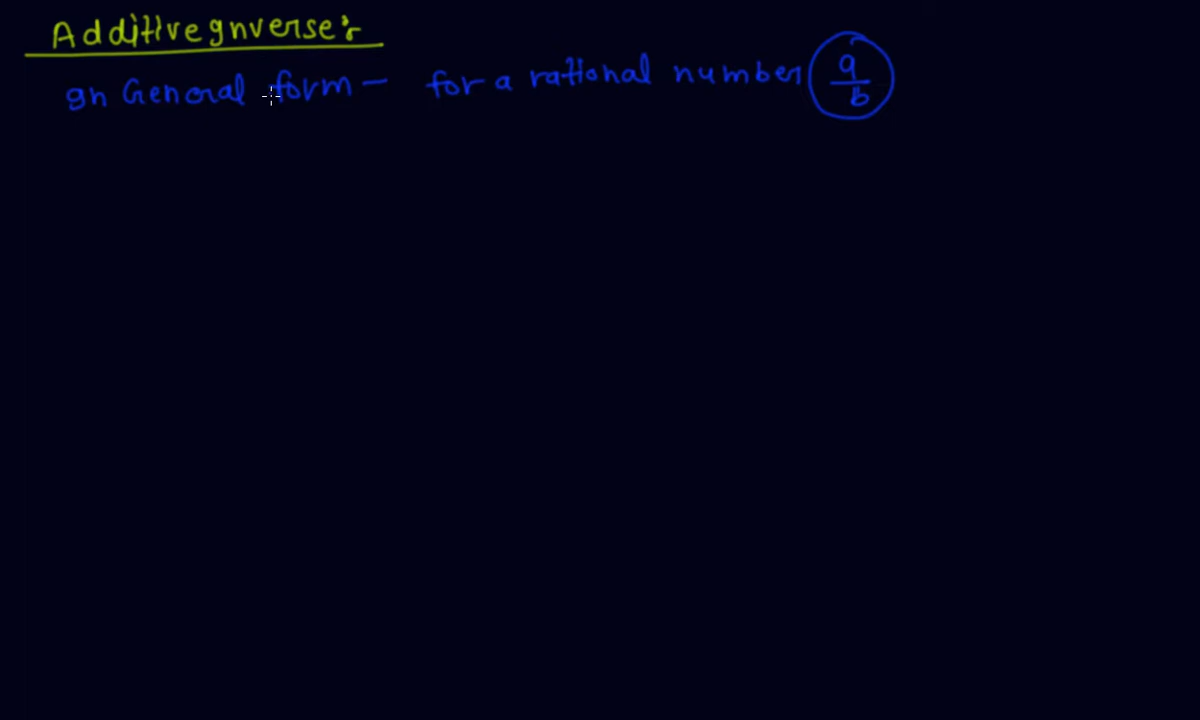 Additive Inverse :
In General form – for a rational number a/b